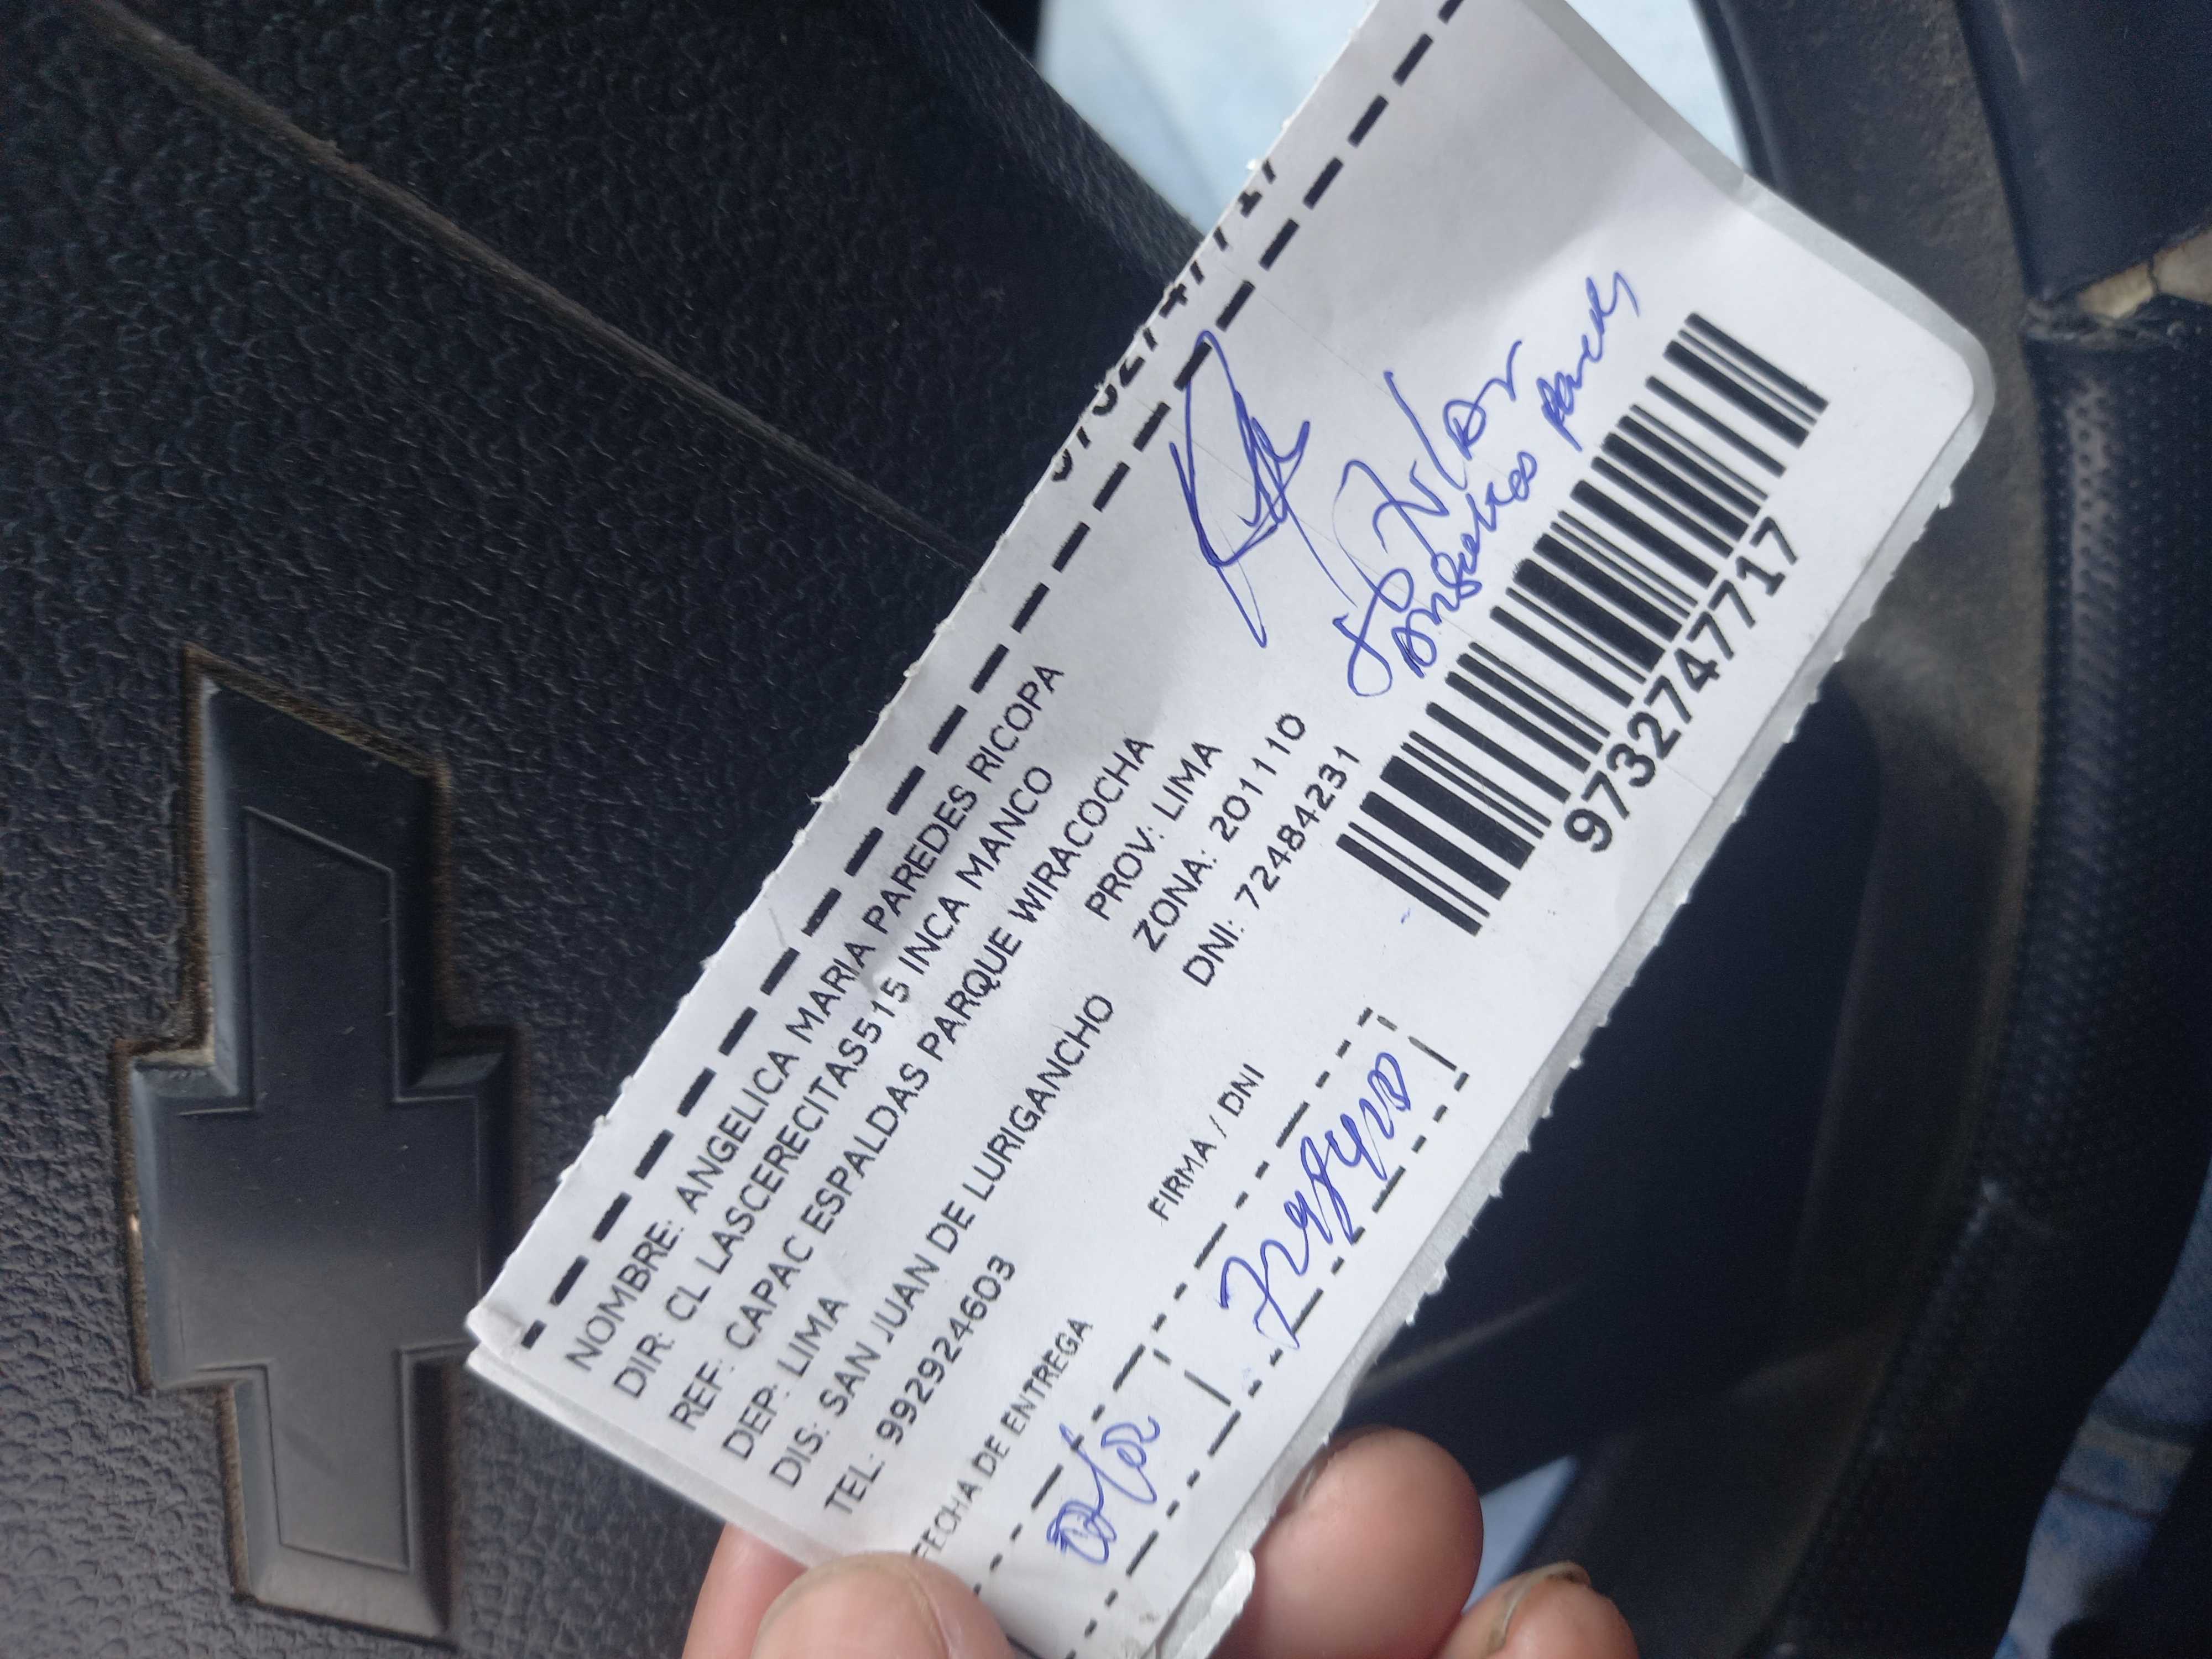 NOMBRE: ANGELICA MARIA PAREDES RICOPA
DIR: CL LASCERECITAS515 INCA MANCO
REF: CAPAC ESPALDAS PARQUE WIRACOCHA
DEP: LIMA PROV: LIMA
DIS: SAN JUAN DE LURIGANCHO ZONA: 201110
TEL: 992924603 DNI: 72484231
FECHA DE ENTREGA FIRMA / DNI
97327477717